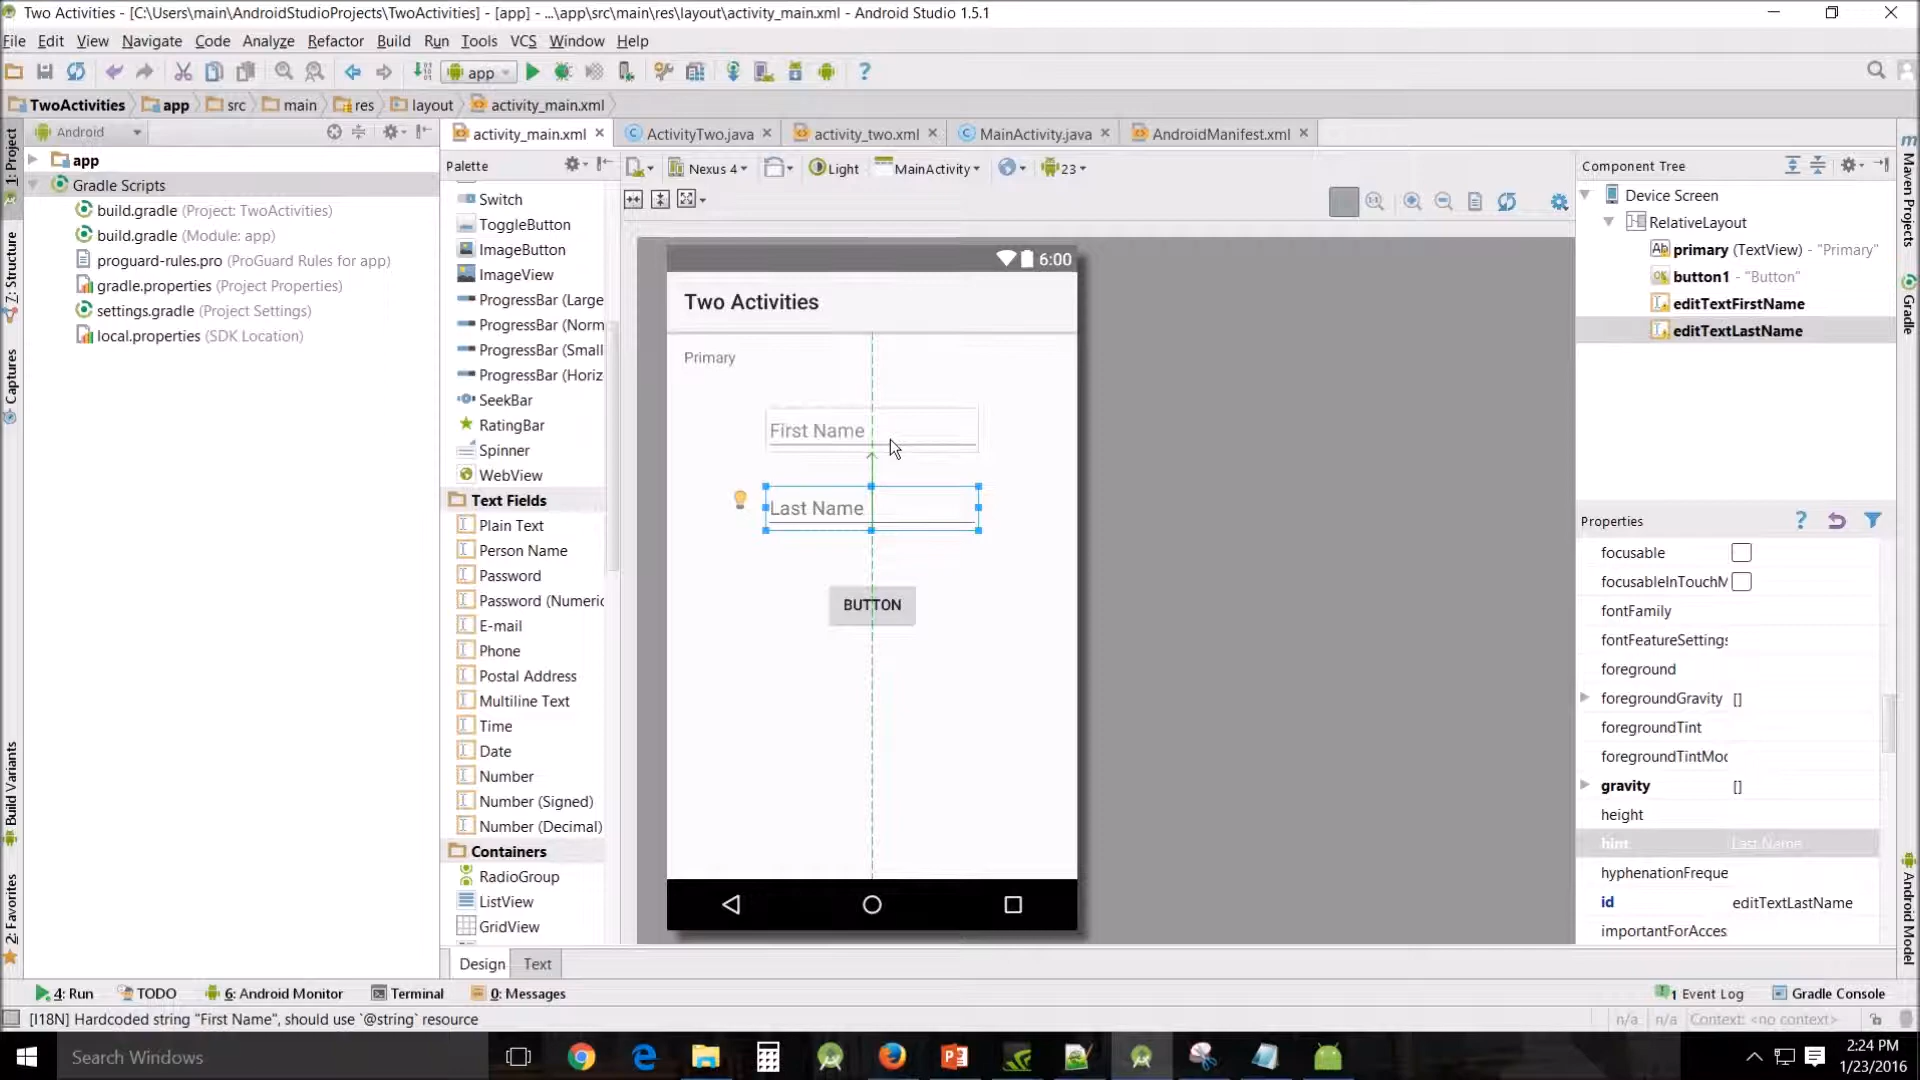 Two Activities - [C:\Users\main\AndroidStudioProjects\TwoActivities] - [app] - ...\app\src\main\res\layout\activity_main.xml - Android Studio 1.5.1
File Edit View Navigate Code Analyze Refactor Build Run Tools VCS Window Help
app
TwoActivities app src main res layout activity_main.xml
Android
activity_main.xml ActivityTwo.java activity_two.xml MainActivity.java AndroidManifest.xml
1: Project
7: Structure
Captures
Build Variants
2: Favorites
app
Gradle Scripts
build.gradle (Project: TwoActivities)
build.gradle (Module: app)
proguard-rules.pro (ProGuard Rules for app)
gradle.properties (Project Properties)
settings.gradle (Project Settings)
local.properties (SDK Location)
Palette
Switch
ToggleButton
ImageButton
ImageView
ProgressBar (Large
ProgressBar (Norm
ProgressBar (Small
ProgressBar (Horiz
SeekBar
RatingBar
Spinner
WebView
Text Fields
Plain Text
Person Name
Password
Password (Numeric
E-mail
Phone
Postal Address
Multiline Text
Time
Date
Number
Number (Signed)
Number (Decimal)
Containers
RadioGroup
ListView
GridView
Nexus 4 Light MainActivity 23
6:00
Two Activities
Primary
First Name
Last Name
BUTTON
Design Text
Component Tree
Device Screen
RelativeLayout
primary (TextView) - "Primary"
button1 - "Button"
editTextFirstName
editTextLastName
Properties
focusable
focusableInTouchM
fontFamily
fontFeatureSettings
foreground
foregroundGravity []
foregroundTint
foregroundTintMod
gravity []
height
hint Last Name
hyphenationFreque
id editTextLastName
importantForAcces
Maven Projects
Gradle
Android Model
4: Run TODO 6: Android Monitor Terminal 0: Messages 1 Event Log Gradle Console
[I18N] Hardcoded string "First Name", should use `@string` resource n/a n/a Context: <no context>
Search Windows
2:24 PM
1/23/2016